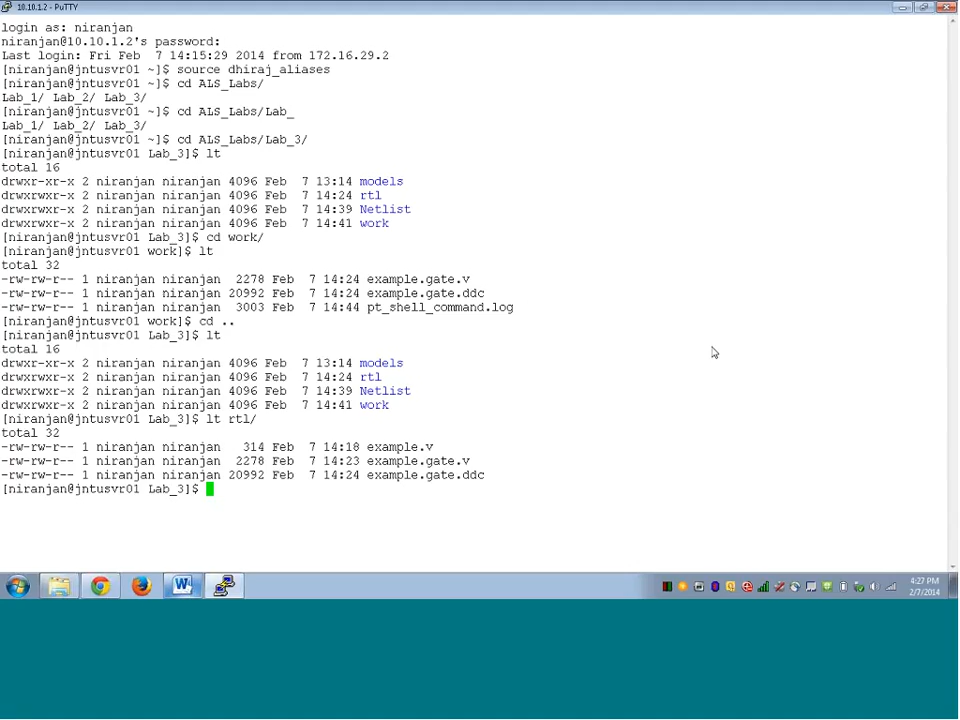 10.10.1.2 - PuTTY
login as: niranjan
niranjan@10.10.1.2's password:
Last login: Fri Feb  7 14:15:29 2014 from 172.16.29.2
[niranjan@jntusvr01 ~]$ source dhiraj_aliases
[niranjan@jntusvr01 ~]$ cd ALS_Labs/
Lab_1/ Lab_2/ Lab_3/
[niranjan@jntusvr01 ~]$ cd ALS_Labs/Lab_
Lab_1/ Lab_2/ Lab_3/
[niranjan@jntusvr01 ~]$ cd ALS_Labs/Lab_3/
[niranjan@jntusvr01 Lab_3]$ lt
total 16
drwxr-xr-x 2 niranjan niranjan 4096 Feb  7 13:14 models
drwxrwxr-x 2 niranjan niranjan 4096 Feb  7 14:24 rtl
drwxrwxr-x 2 niranjan niranjan 4096 Feb  7 14:39 Netlist
drwxrwxr-x 2 niranjan niranjan 4096 Feb  7 14:41 work
[niranjan@jntusvr01 Lab_3]$ cd work/
[niranjan@jntusvr01 work]$ lt
total 32
-rw-rw-r-- 1 niranjan niranjan  2278 Feb  7 14:24 example.gate.v
-rw-rw-r-- 1 niranjan niranjan 20992 Feb  7 14:24 example.gate.ddc
-rw-rw-r-- 1 niranjan niranjan  3003 Feb  7 14:44 pt_shell_command.log
[niranjan@jntusvr01 work]$ cd ..
[niranjan@jntusvr01 Lab_3]$ lt
total 16
drwxr-xr-x 2 niranjan niranjan 4096 Feb  7 13:14 models
drwxrwxr-x 2 niranjan niranjan 4096 Feb  7 14:24 rtl
drwxrwxr-x 2 niranjan niranjan 4096 Feb  7 14:39 Netlist
drwxrwxr-x 2 niranjan niranjan 4096 Feb  7 14:41 work
[niranjan@jntusvr01 Lab_3]$ lt rtl/
total 32
-rw-rw-r-- 1 niranjan niranjan   314 Feb  7 14:18 example.v
-rw-rw-r-- 1 niranjan niranjan  2278 Feb  7 14:23 example.gate.v
-rw-rw-r-- 1 niranjan niranjan 20992 Feb  7 14:24 example.gate.ddc
[niranjan@jntusvr01 Lab_3]$
4:27 PM
2/7/2014